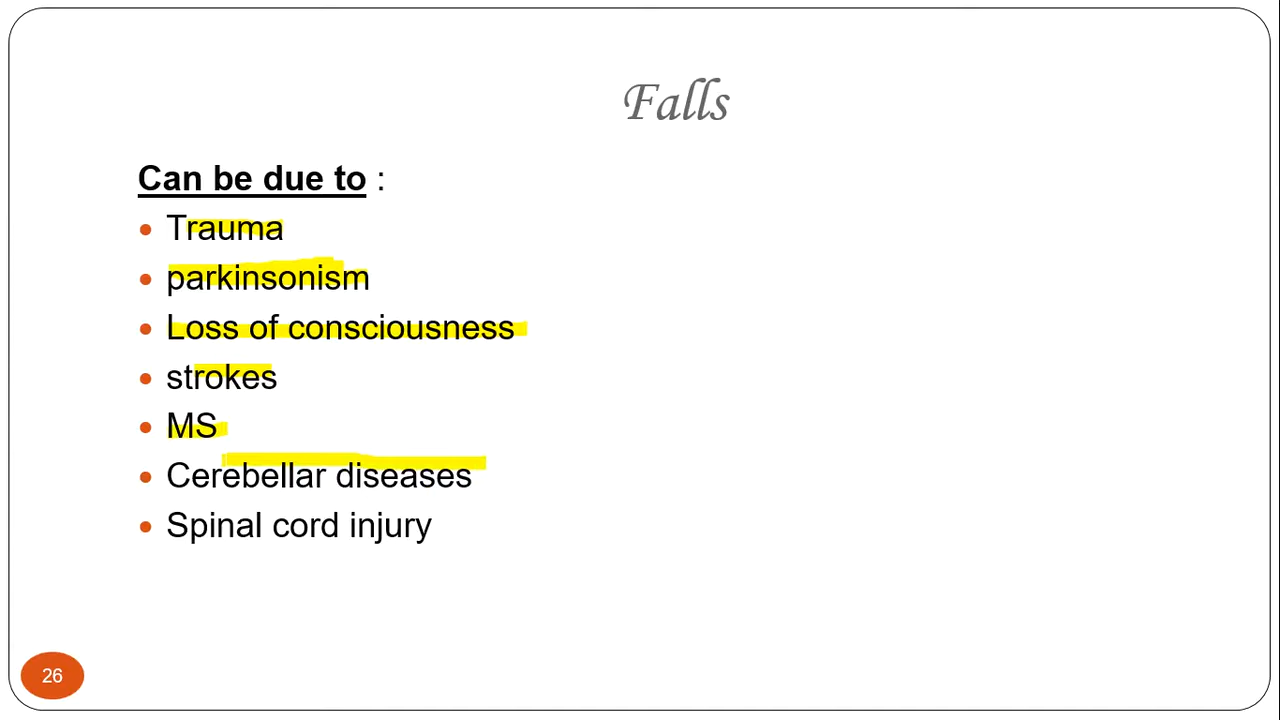 Falls
Can be due to :
• Trauma
• parkinsonism
• Loss of consciousness
• strokes
• MS
• Cerebellar diseases
• Spinal cord injury
26